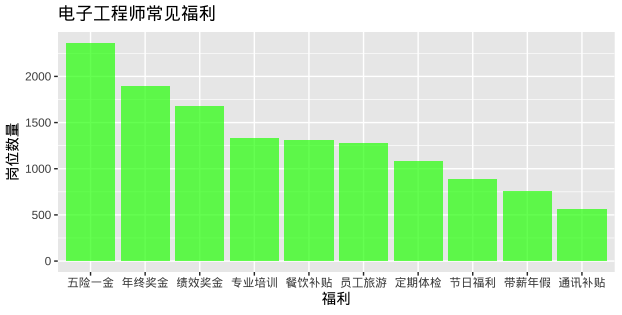 电子工程师常见福利
岗位数量
2000
1500
1000
500
0
五险一金 年终奖金 绩效奖金 专业培训 餐饮补贴 员工旅游 定期体检 节日福利 带薪年假 通讯补贴
福利